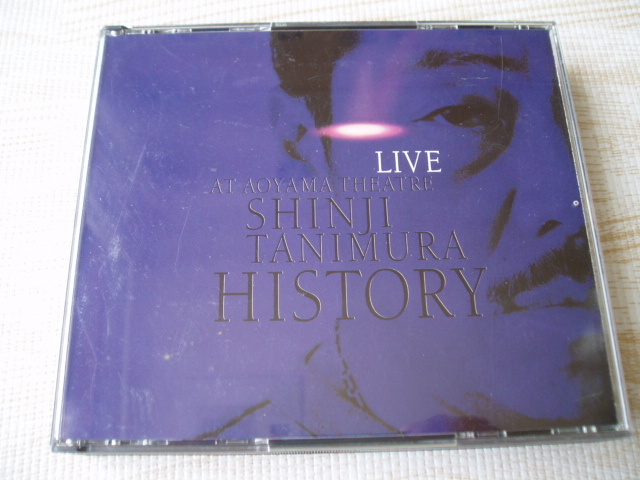 LIVE
AT AOYAMA THEATRE
SHINJI
TANIMURA
HISTORY